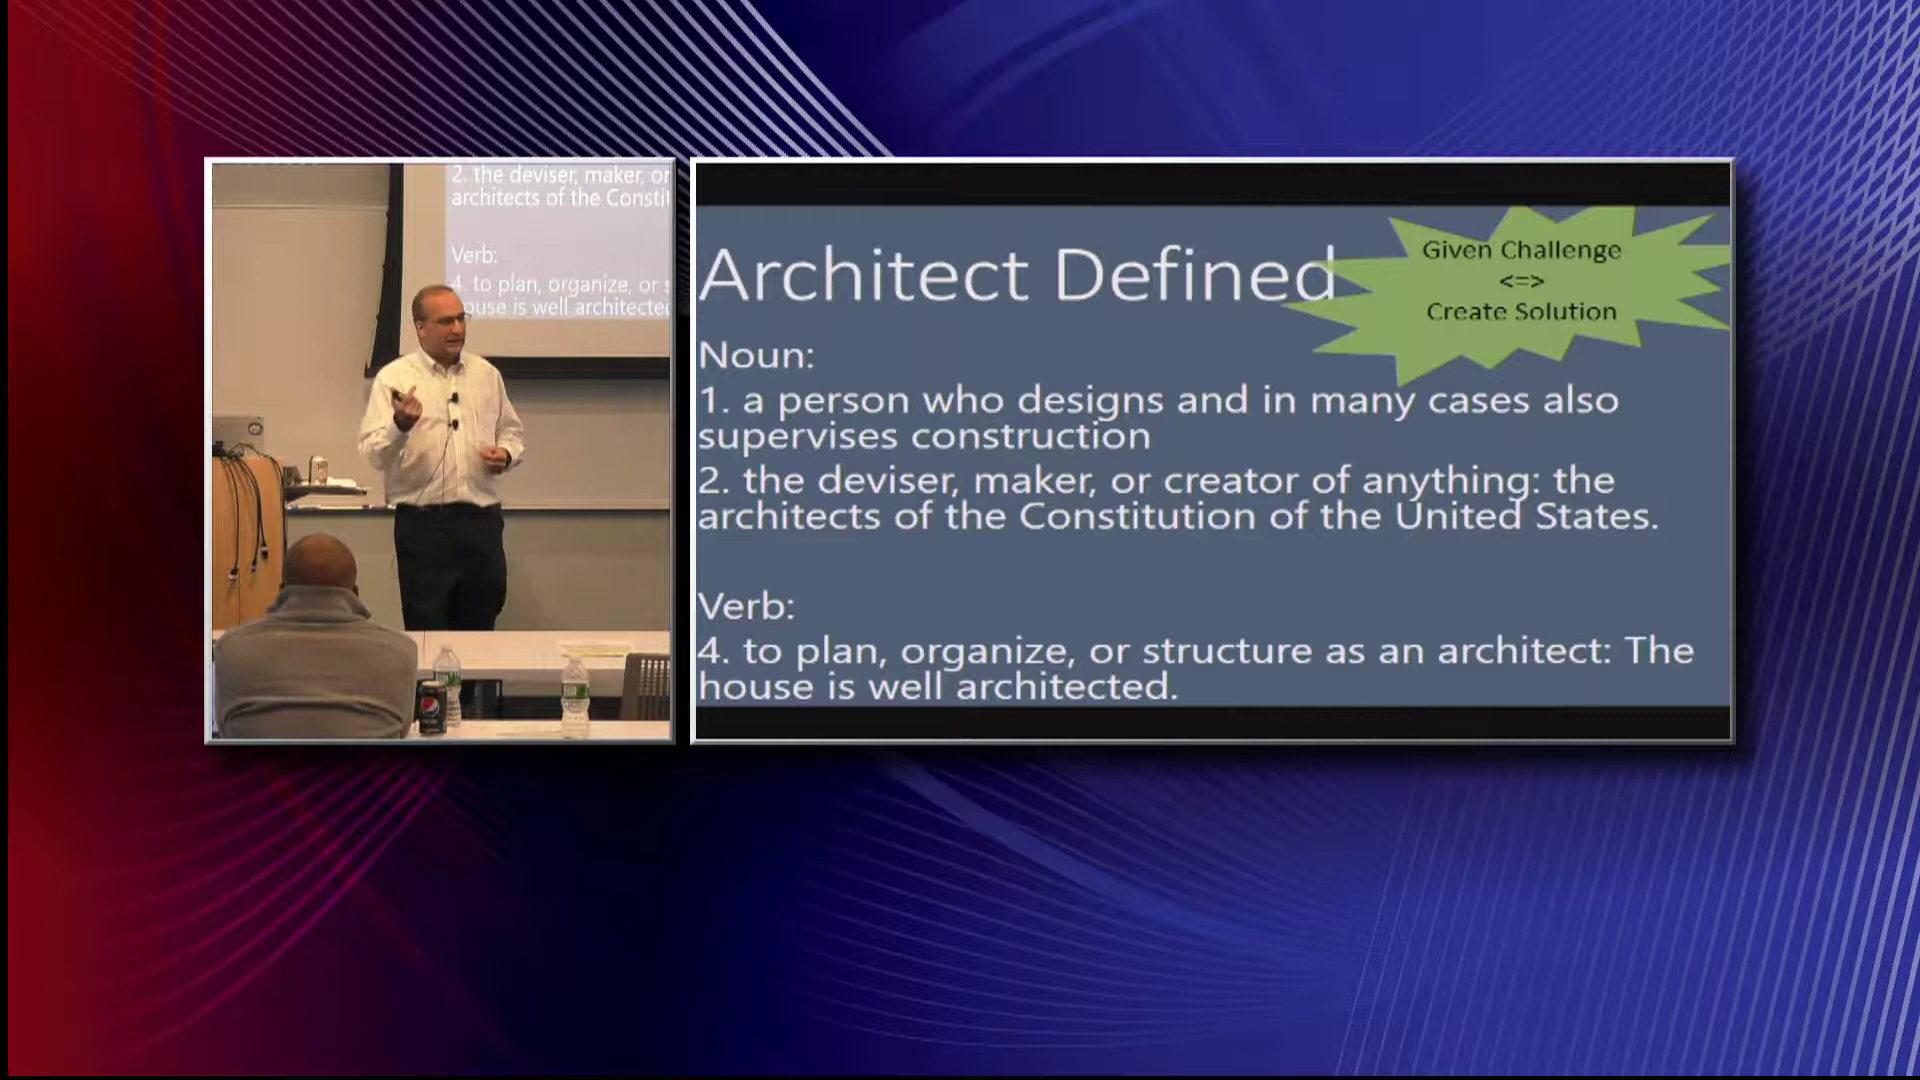 2. the deviser, maker, or
architects of the Constit
Verb:
4. to plan, organize, or s
house is well architected
Architect Defined
Given Challenge
<=>
Create Solution
Noun:
1. a person who designs and in many cases also
supervises construction
2. the deviser, maker, or creator of anything: the
architects of the Constitution of the United States.
Verb:
4. to plan, organize, or structure as an architect: The
house is well architected.